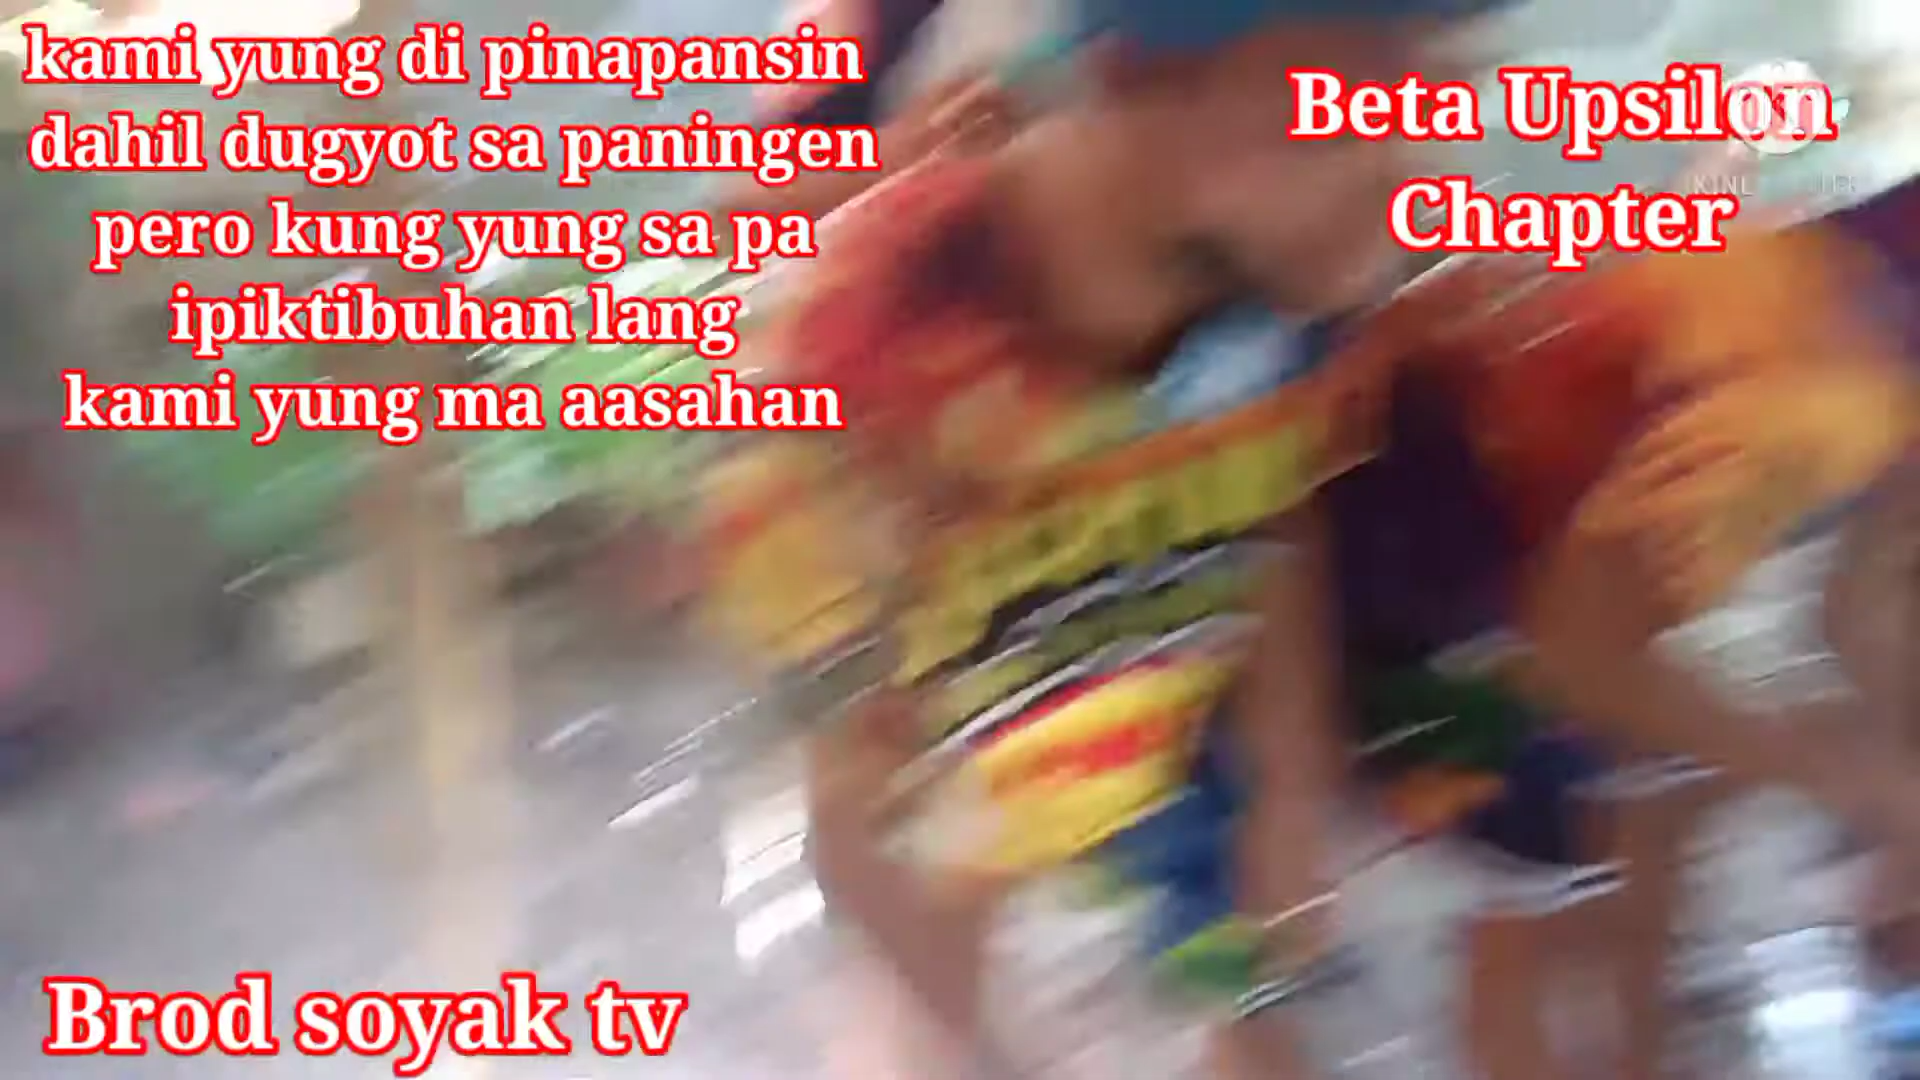 kami yung di pinapansin
dahil dugyot sa paningen
pero kung yung sa pa
ipiktibuhan lang
kami yung ma aasahan
Beta Upsilon
Chapter
Brod soyak tv